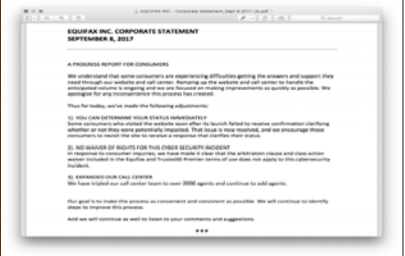 EQUIFAX INC - Corporate Statement_Sept 8 2017 (4).pdf
Search
EQUIFAX INC. CORPORATE STATEMENT
SEPTEMBER 8, 2017
A PROGRESS REPORT FOR CONSUMERS
We understand that some consumers are experiencing difficulties getting the answers and support they
need through our website and call center. Ramping up the website and call center to handle the
anticipated volume is ongoing and we are focused on making improvements as quickly as possible. We
apologize for any inconvenience this process has created.
Thus far today, we've made the following adjustments:
1). YOU CAN DETERMINE YOUR STATUS IMMEDIATELY
Some consumers who visited the website soon after its launch failed to receive confirmation clarifying
whether or not they were potentially impacted. That issue is now resolved, and we encourage those
consumers to revisit the site to receive a response that clarifies their status.
2). NO WAIVER OF RIGHTS FOR THIS CYBER SECURITY INCIDENT
In response to consumer inquiries, we have made it clear that the arbitration clause and class action
waiver included in the Equifax and TrustedID Premier terms of use does not apply to this cybersecurity
incident.
3). EXPANDED OUR CALL CENTER
We have tripled our call center team to over 2000 agents and continue to add agents.
Our goal is to make this process as convenient and consistent as possible. We will continue to identify
steps to improve this process.
And we will continue as well to listen to your comments and suggestions.
###